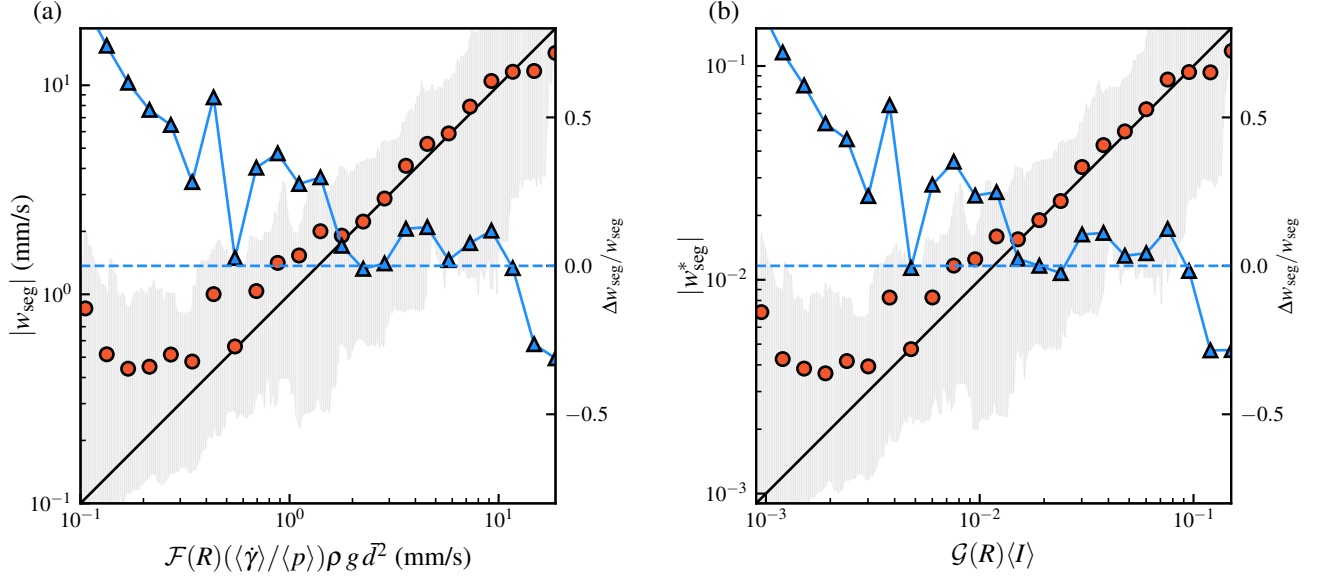 (a)
(b)
10¹
10⁰
10⁻¹
|w_seg| (mm/s)
0.5
0.0
−0.5
Δw_seg/w_seg
10⁻¹
10⁰
10¹
ℱ(R)(⟨γ̇⟩/⟨p⟩)ρ g d̄² (mm/s)
10⁻¹
10⁻²
10⁻³
|w*_seg|
0.5
0.0
−0.5
Δw_seg/w_seg
10⁻³
10⁻²
10⁻¹
𝒢(R)⟨I⟩